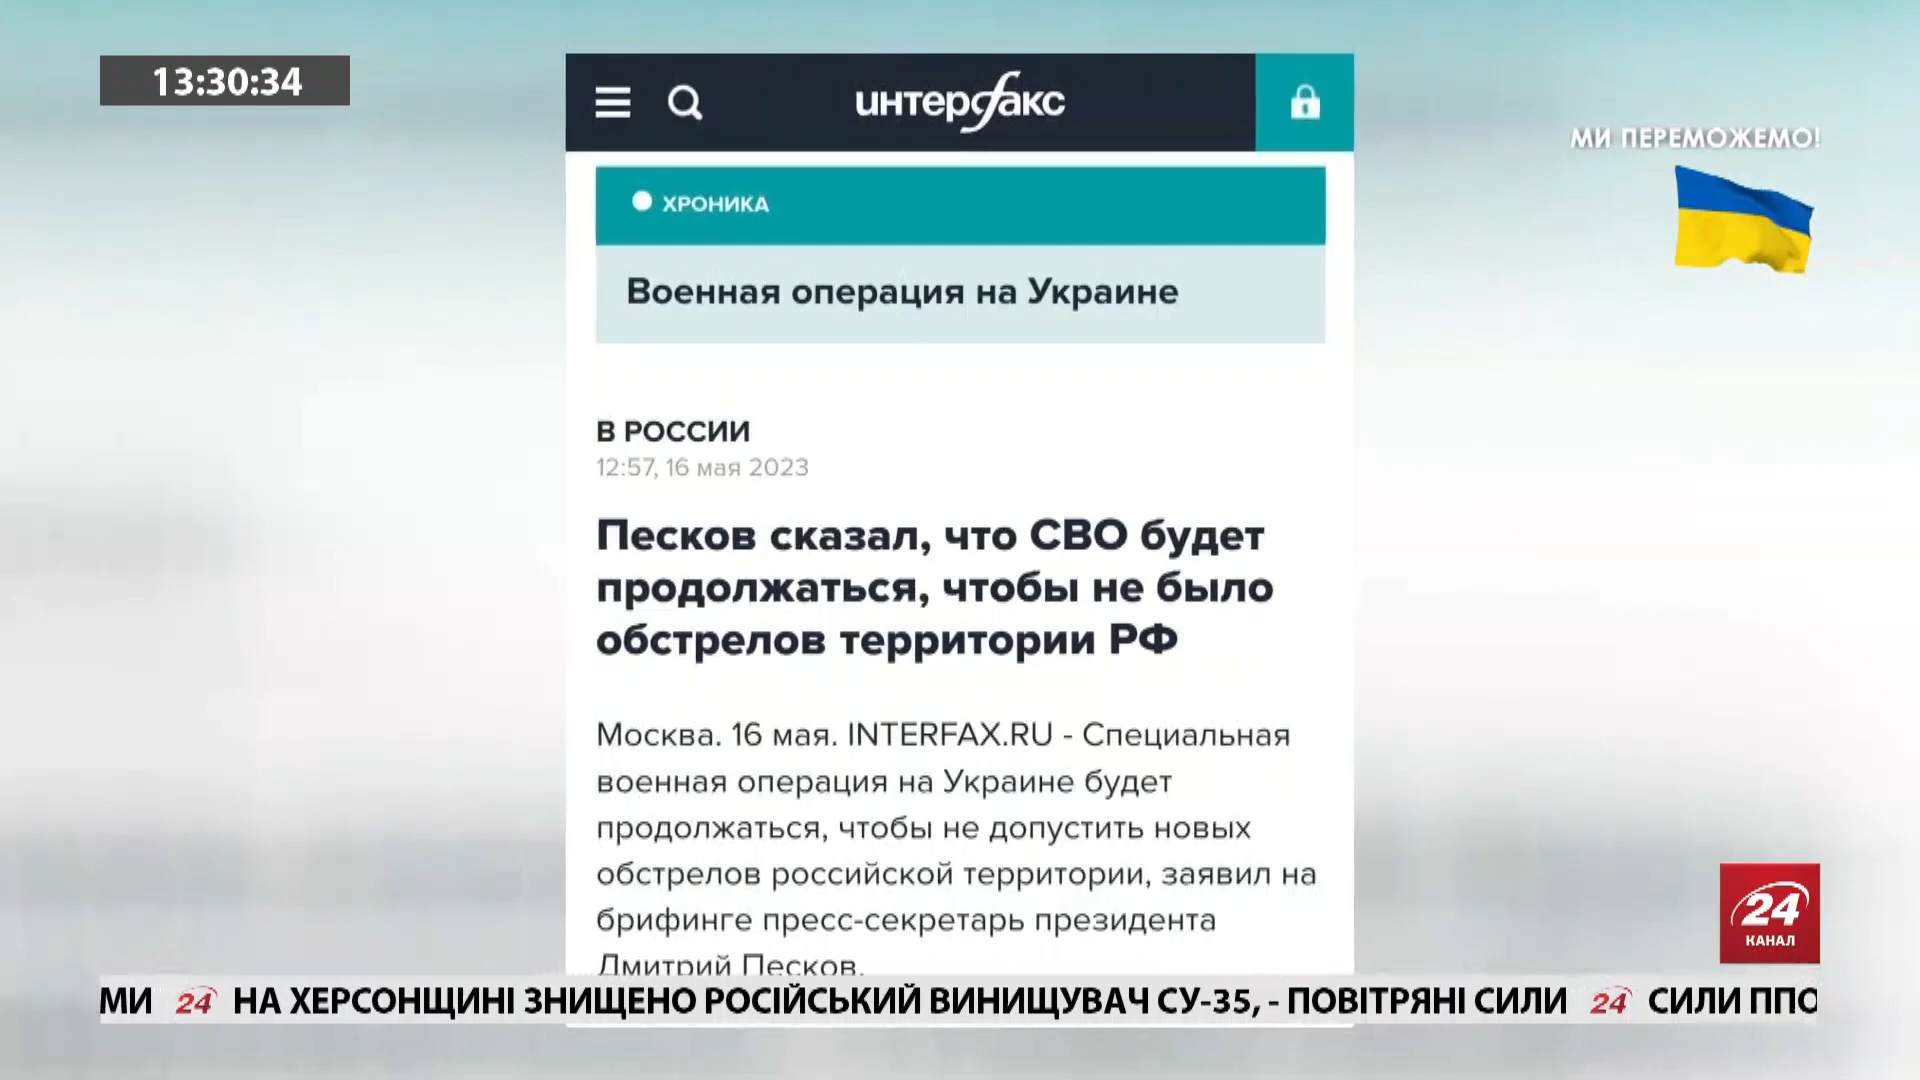 13:30:34
интерфакс
МИ ПЕРЕМОЖЕМО!
ХРОНИКА
Военная операция на Украине
В РОССИИ
12:57, 16 мая 2023
Песков сказал, что СВО будет
продолжаться, чтобы не было
обстрелов территории РФ
Москва. 16 мая. INTERFAX.RU - Специальная
военная операция на Украине будет
продолжаться, чтобы не допустить новых
обстрелов российской территории, заявил на
брифинге пресс-секретарь президента
Дмитрий Песков.
24
КАНАЛ
МИ 24 НА ХЕРСОНЩИНІ ЗНИЩЕНО РОСІЙСЬКИЙ ВИНИЩУВАЧ СУ-35, - ПОВІТРЯНІ СИЛИ 24 СИЛИ ППО